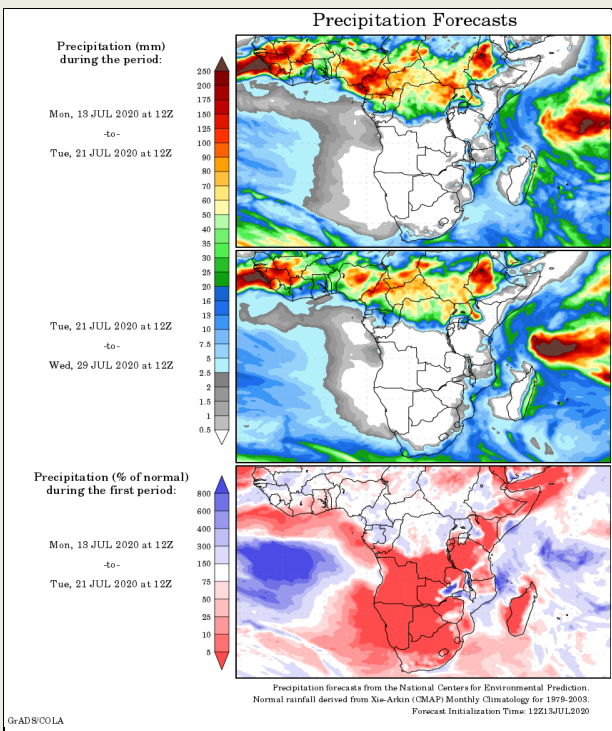 Precipitation Forecasts
Precipitation (mm)
during the period:
Mon, 13 JUL 2020 at 12Z
-to-
Tue, 21 JUL 2020 at 12Z
250
200
175
150
125
100
90
80
70
60
50
40
35
30
25
20
16
13
10
7.5
5
2.5
2
1.5
1
0.5
Tue, 21 JUL 2020 at 12Z
-to-
Wed, 29 JUL 2020 at 12Z
Precipitation (% of normal)
during the first period:
Mon, 13 JUL 2020 at 12Z
-to-
Tue, 21 JUL 2020 at 12Z
800
600
400
300
150
75
50
25
10
5
Precipitation forecasts from the National Centers for Environmental Prediction.
Normal rainfall derived from Xie-Arkin (CMAP) Monthly Climatology for 1979-2003.
Forecast Initialization Time: 12Z13JUL2020
GrADS/COLA